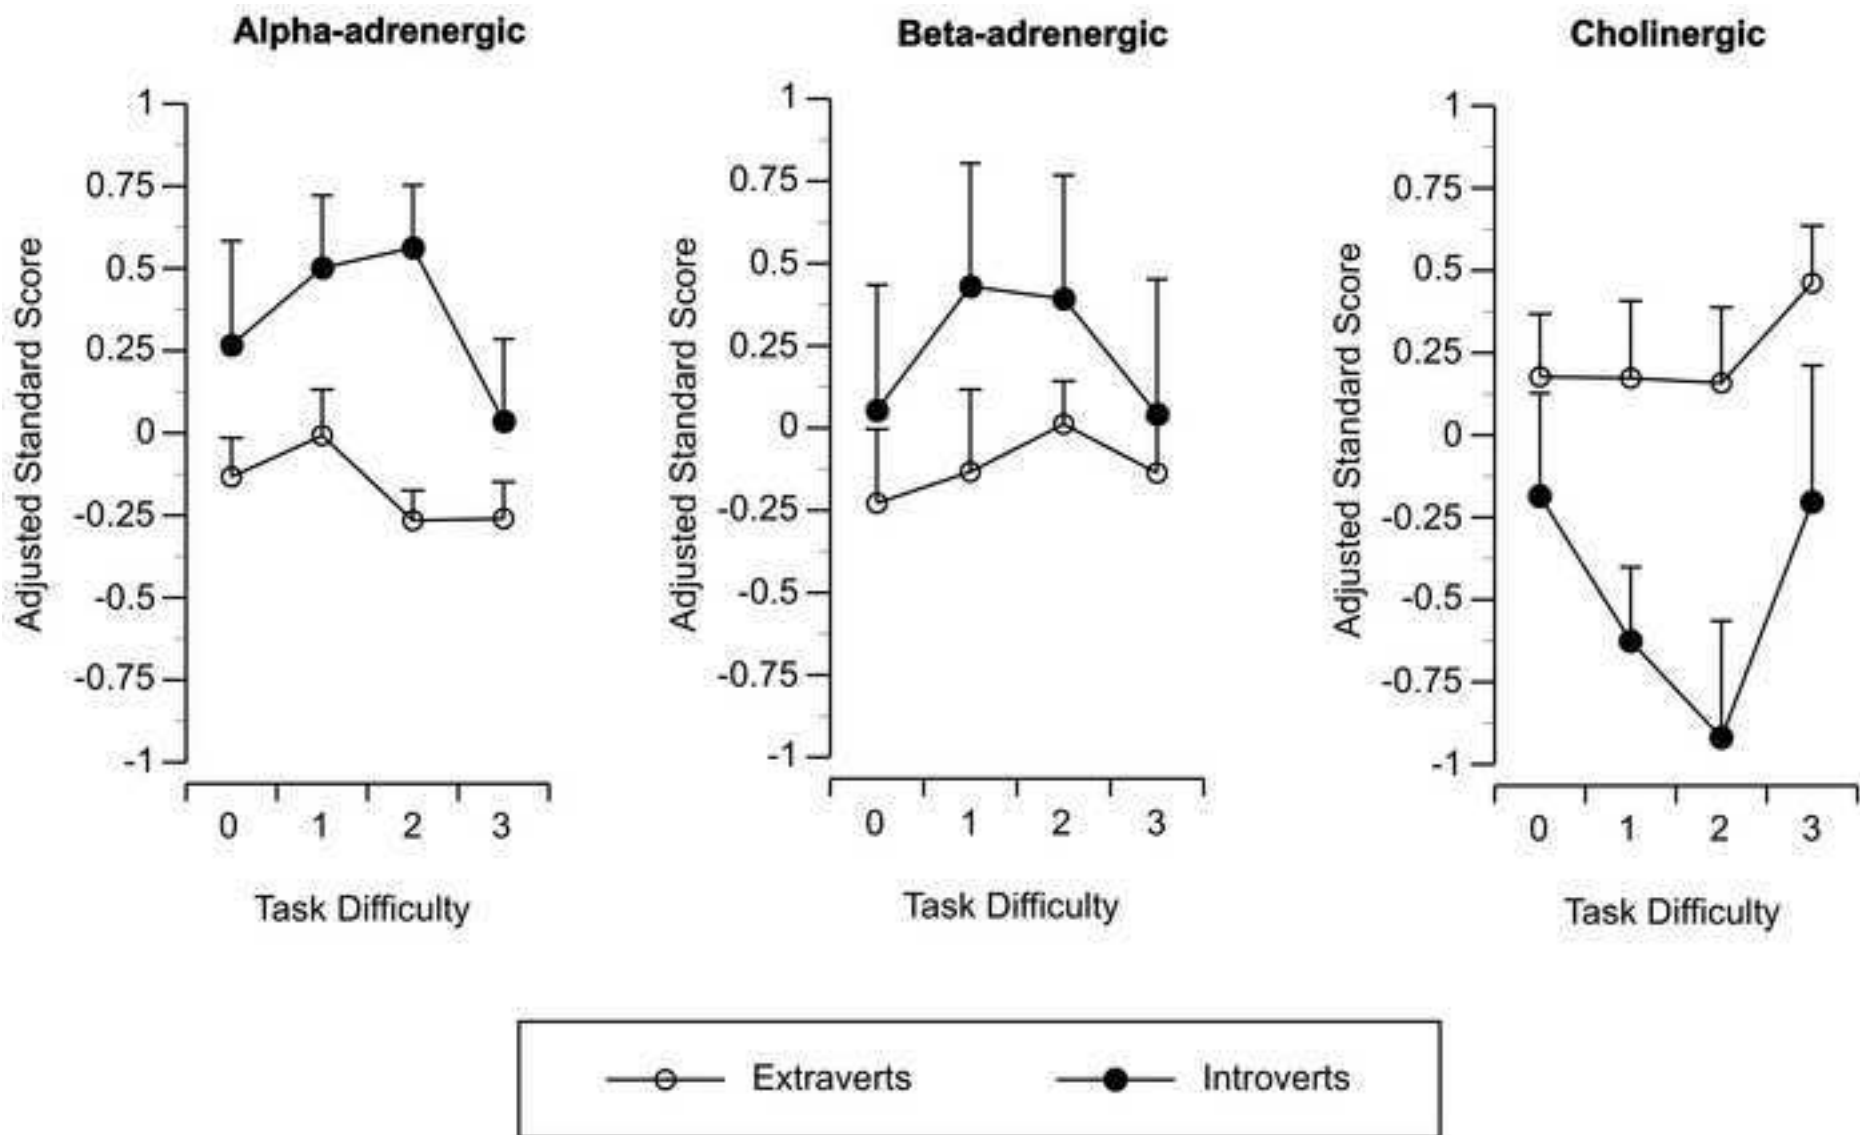 Alpha-adrenergic
Adjusted Standard Score
1
0.75
0.5
0.25
0
-0.25
-0.5
-0.75
-1
0 1 2 3
Task Difficulty
Beta-adrenergic
Adjusted Standard Score
1
0.75
0.5
0.25
0
-0.25
-0.5
-0.75
-1
0 1 2 3
Task Difficulty
Cholinergic
Adjusted Standard Score
1
0.75
0.5
0.25
0
-0.25
-0.5
-0.75
-1
0 1 2 3
Task Difficulty
Extraverts Introverts